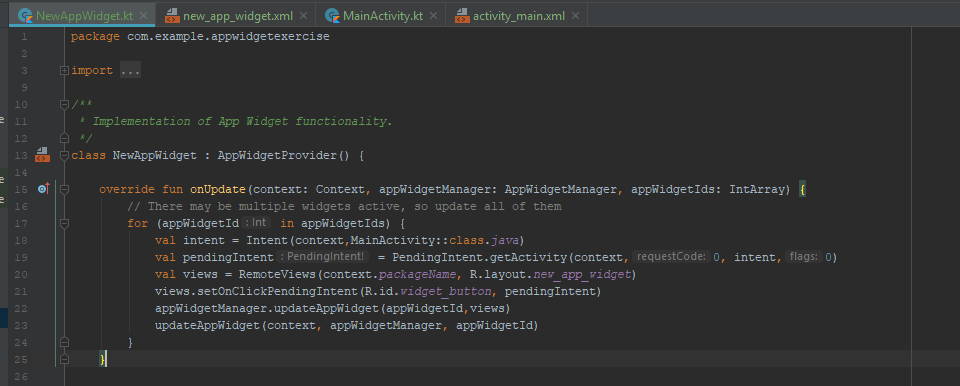 NewAppWidget.kt new_app_widget.xml MainActivity.kt activity_main.xml
1 package com.example.appwidgetexercise
2
3 import ...
9
10 /**
11 * Implementation of App Widget functionality.
12 */
13 class NewAppWidget : AppWidgetProvider() {
14
15 override fun onUpdate(context: Context, appWidgetManager: AppWidgetManager, appWidgetIds: IntArray) {
16 // There may be multiple widgets active, so update all of them
17 for (appWidgetId : Int in appWidgetIds) {
18 val intent = Intent(context,MainActivity::class.java)
19 val pendingIntent : PendingIntent! = PendingIntent.getActivity(context, requestCode: 0, intent, flags: 0)
20 val views = RemoteViews(context.packageName, R.layout.new_app_widget)
21 views.setOnClickPendingIntent(R.id.widget_button, pendingIntent)
22 appWidgetManager.updateAppWidget(appWidgetId,views)
23 updateAppWidget(context, appWidgetManager, appWidgetId)
24 }
25 }
26